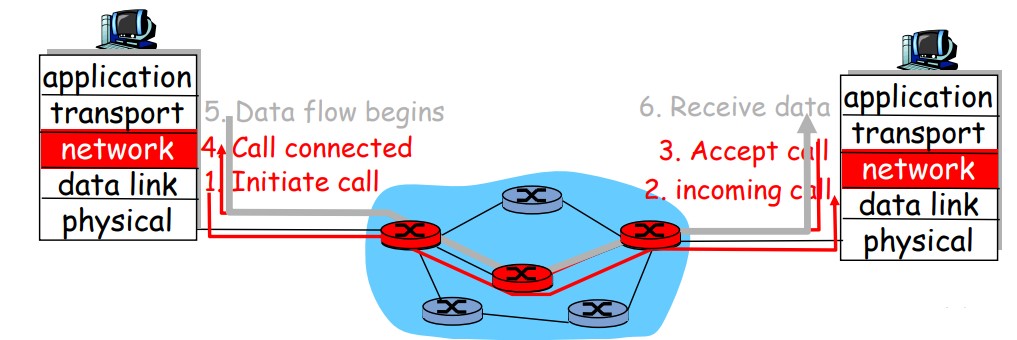 application
transport
network
data link
physical
5. Data flow begins
4. Call connected
1. Initiate call
6. Receive data
3. Accept call
2. incoming call
application
transport
network
data link
physical